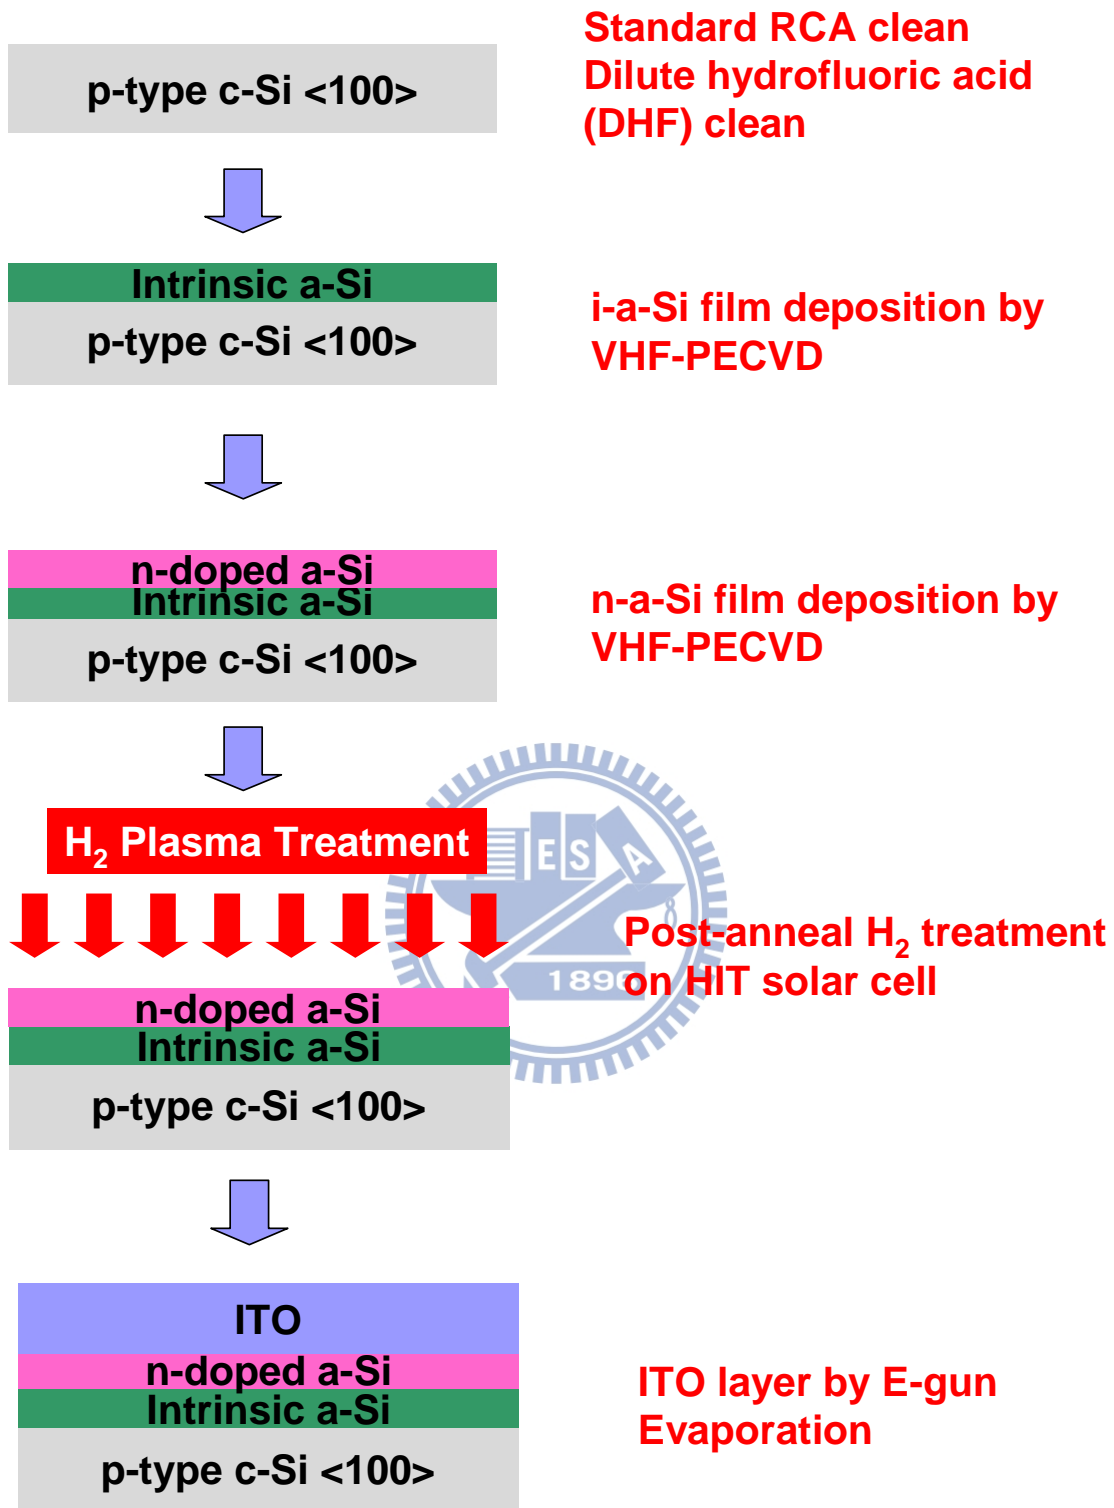 Standard RCA clean
Dilute hydrofluoric acid
(DHF) clean
p-type c-Si <100>
Intrinsic a-Si
p-type c-Si <100>
i-a-Si film deposition by
VHF-PECVD
n-doped a-Si
Intrinsic a-Si
p-type c-Si <100>
n-a-Si film deposition by
VHF-PECVD
H₂ Plasma Treatment
ES
A
1896
Post-anneal H₂ treatment
on HIT solar cell
n-doped a-Si
Intrinsic a-Si
p-type c-Si <100>
ITO
n-doped a-Si
Intrinsic a-Si
p-type c-Si <100>
ITO layer by E-gun
Evaporation